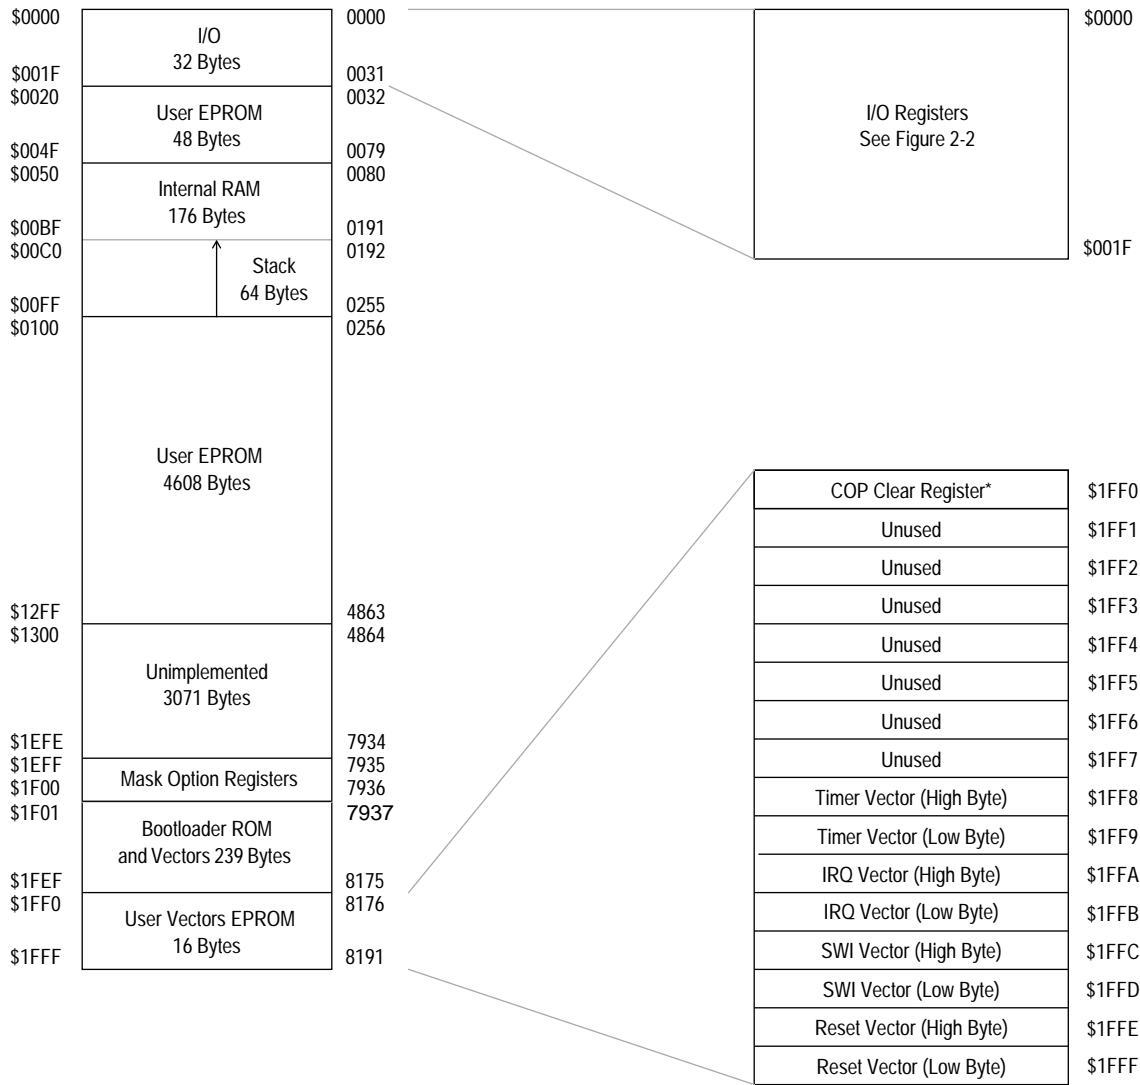 $0000 0000
I/O
32 Bytes
$001F 0031
$0020 0032
User EPROM
48 Bytes
$004F 0079
$0050 0080
Internal RAM
176 Bytes
$00BF 0191
$00C0 0192
Stack
64 Bytes
$00FF 0255
$0100 0256
User EPROM
4608 Bytes
$12FF 4863
$1300 4864
Unimplemented
3071 Bytes
$1EFE 7934
$1EFF 7935
Mask Option Registers
$1F00 7936
$1F01 7937
Bootloader ROM
and Vectors 239 Bytes
$1FEF 8175
$1FF0 8176
User Vectors EPROM
16 Bytes
$1FFF 8191
$0000
I/O Registers
See Figure 2-2
$001F
COP Clear Register* $1FF0
Unused $1FF1
Unused $1FF2
Unused $1FF3
Unused $1FF4
Unused $1FF5
Unused $1FF6
Unused $1FF7
Timer Vector (High Byte) $1FF8
Timer Vector (Low Byte) $1FF9
IRQ Vector (High Byte) $1FFA
IRQ Vector (Low Byte) $1FFB
SWI Vector (High Byte) $1FFC
SWI Vector (Low Byte) $1FFD
Reset Vector (High Byte) $1FFE
Reset Vector (Low Byte) $1FFF